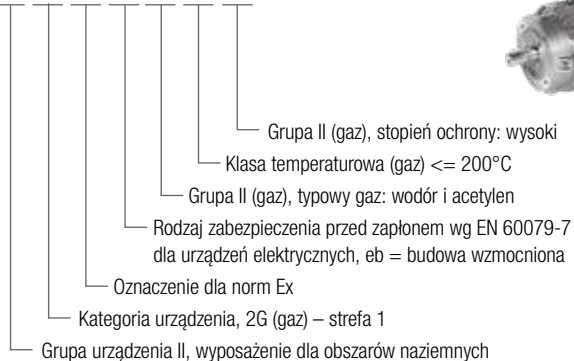 Grupa II (gaz), stopień ochrony: wysoki
Klasa temperaturowa (gaz) <= 200°C
Grupa II (gaz), typowy gaz: wodór i acetylen
Rodzaj zabezpieczenia przed zapłonem wg EN 60079-7
dla urządzeń elektrycznych, eb = budowa wzmocniona
Oznaczenie dla norm Ex
Kategoria urządzenia, 2G (gaz) – strefa 1
Grupa urządzenia II, wyposażenie dla obszarów naziemnych